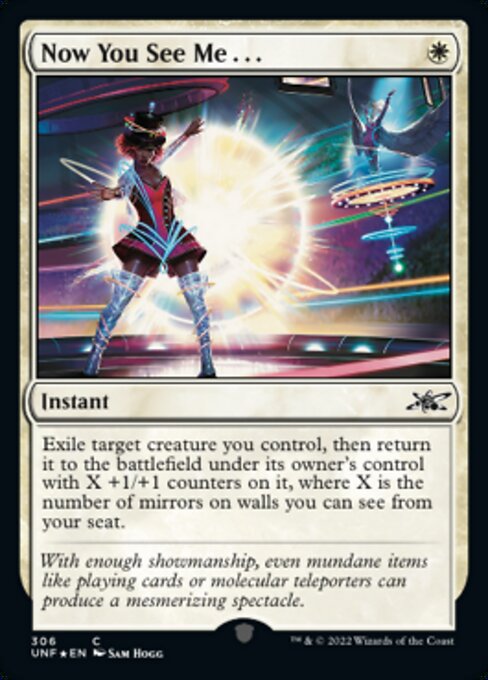 Now You See Me . . .
Instant
Exile target creature you control, then return
it to the battlefield under its owner's control
with X +1/+1 counters on it, where X is the
number of mirrors on walls you can see from
your seat.
With enough showmanship, even mundane items
like playing cards or molecular teleporters can
produce a mesmerizing spectacle.
306 C
UNF★EN Sam Hogg
™ & © 2022 Wizards of the Coast